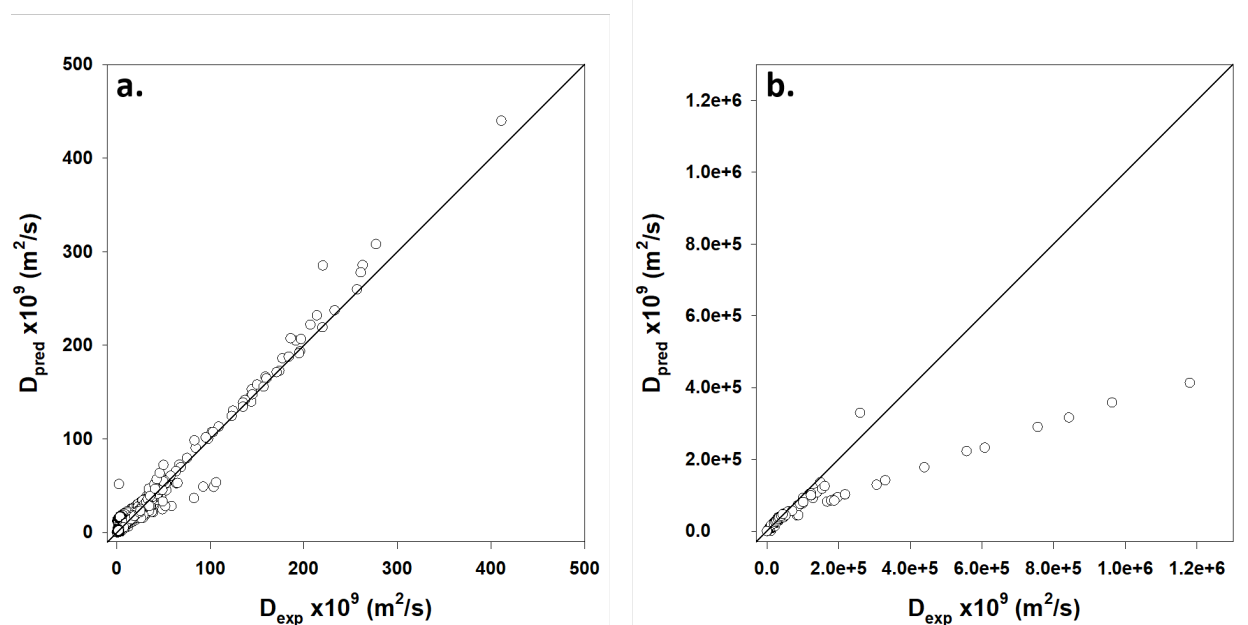 a.
500
400
300
200
100
0
D_pred x10^9 (m^2/s)
0 100 200 300 400 500
D_exp x10^9 (m^2/s)
b.
1.2e+6
1.0e+6
8.0e+5
6.0e+5
4.0e+5
2.0e+5
0.0
D_pred x10^9 (m^2/s)
0.0 2.0e+5 4.0e+5 6.0e+5 8.0e+5 1.0e+6 1.2e+6
D_exp x10^9 (m^2/s)